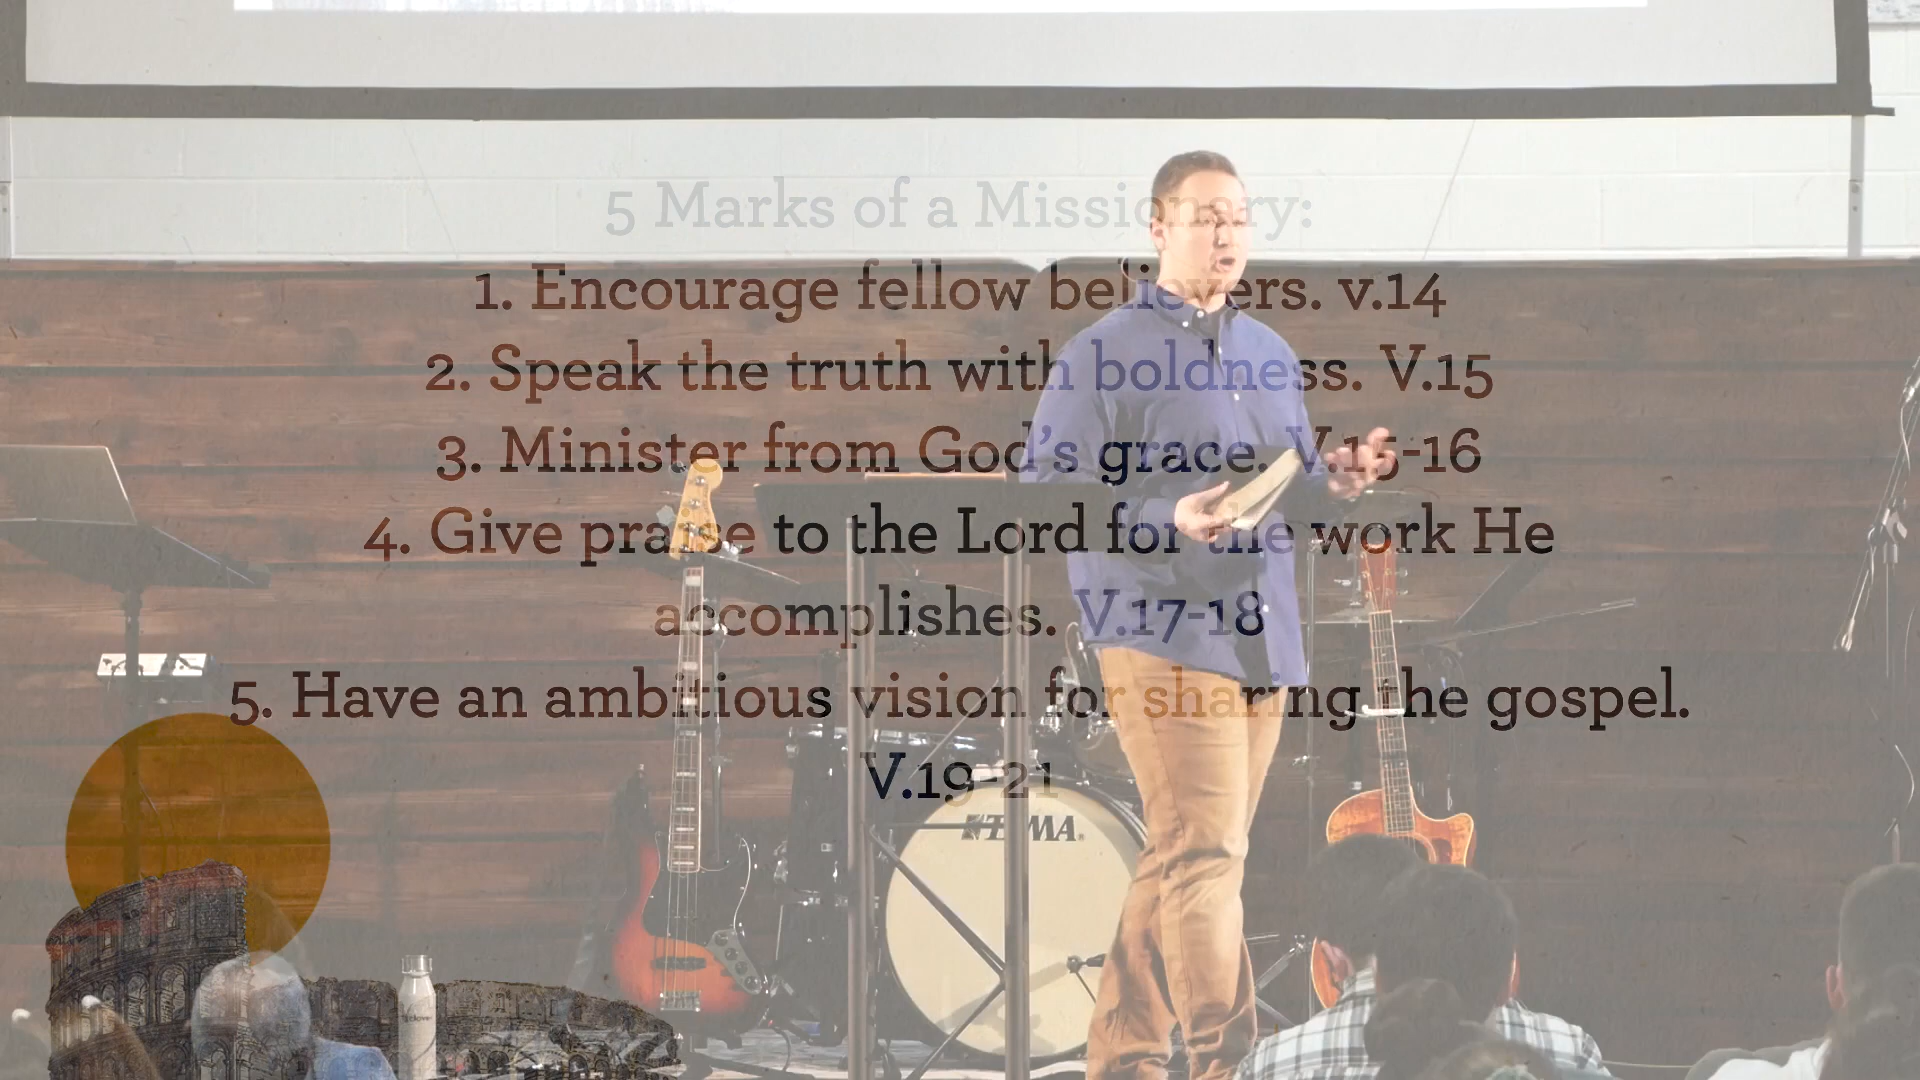 5 Marks of a Missionary:
1. Encourage fellow believers. v.14
2. Speak the truth with boldness. V.15
3. Minister from God's grace. V.15-16
4. Give praise to the Lord for the work He
accomplishes. V.17-18
5. Have an ambitious vision for sharing the gospel.
V.19-21
TAMA